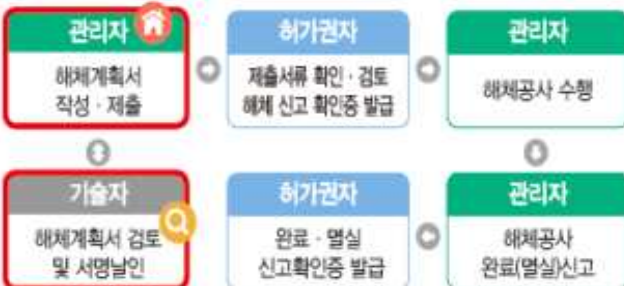 관리자
해체계획서
작성 · 제출
허가권자
제출서류 확인 · 검토
해체 신고 확인증 발급
관리자
해체공사 수행
기술자
해체계획서 검토
및 서명날인
허가권자
완료 · 멸실
신고확인증 발급
관리자
해체공사
완료(멸실)신고